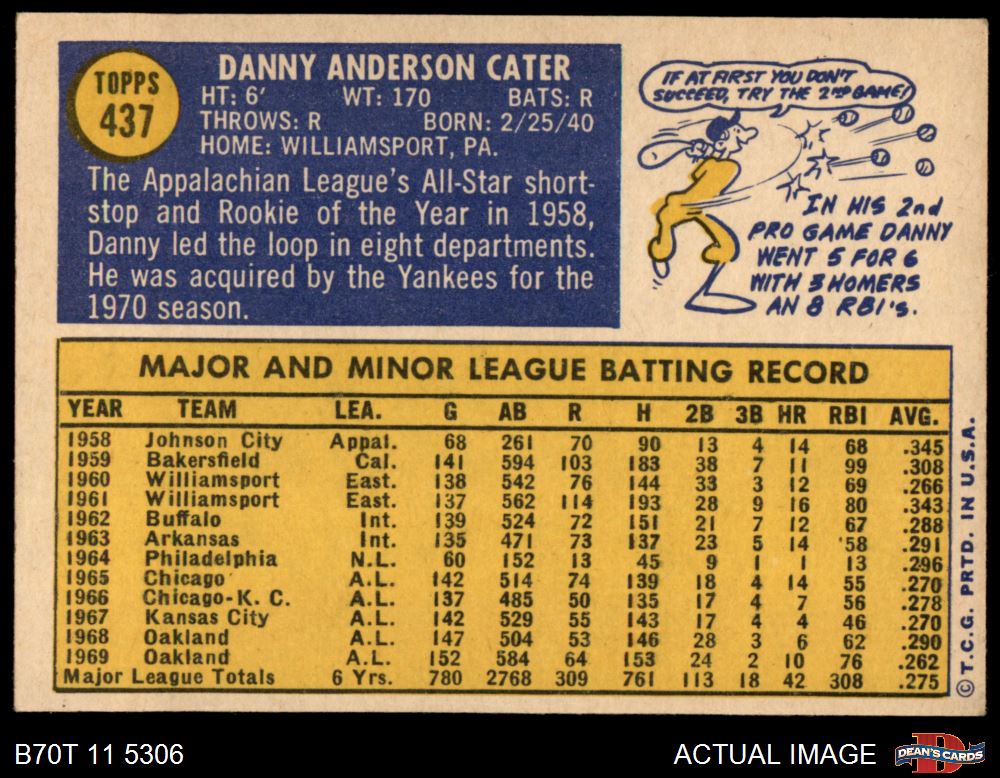 TOPPS
437
DANNY ANDERSON CATER
HT: 6' WT: 170 BATS: R
THROWS: R BORN: 2/25/40
HOME: WILLIAMSPORT, PA.
The Appalachian League's All-Star short-
stop and Rookie of the Year in 1958,
Danny led the loop in eight departments.
He was acquired by the Yankees for the
1970 season.
IF AT FIRST YOU DON'T
SUCCEED, TRY THE 2ND GAME!
IN HIS 2nd
PRO GAME DANNY
WENT 5 FOR 6
WITH 3 HOMERS
AN 8 RBI's.
MAJOR AND MINOR LEAGUE BATTING RECORD
YEAR TEAM LEA. G AB R H 2B 3B HR RBI AVG.
1958 Johnson City Appal. 68 261 70 90 13 4 14 68 .345
1959 Bakersfield Cal. 141 594 103 183 38 7 11 99 .308
1960 Williamsport East. 138 542 76 144 33 3 12 69 .266
1961 Williamsport East. 137 562 114 193 28 9 16 80 .343
1962 Buffalo Int. 139 524 72 151 21 7 12 67 .288
1963 Arkansas Int. 135 471 73 137 23 5 14 '58 .291
1964 Philadelphia N.L. 60 152 13 45 9 1 1 13 .296
1965 Chicago A.L. 142 514 74 139 18 4 14 55 .270
1966 Chicago-K. C. A.L. 137 485 50 135 17 4 7 56 .278
1967 Kansas City A.L. 142 529 55 143 17 4 4 46 .270
1968 Oakland A.L. 147 504 53 146 28 3 6 62 .290
1969 Oakland A.L. 152 584 64 153 24 2 10 76 .262
Major League Totals 6 Yrs. 780 2768 309 761 113 18 42 308 .275
© T.C.G. PRTD. IN U.S.A.
B70T 11 5306
ACTUAL IMAGE
DEAN'S CARDS